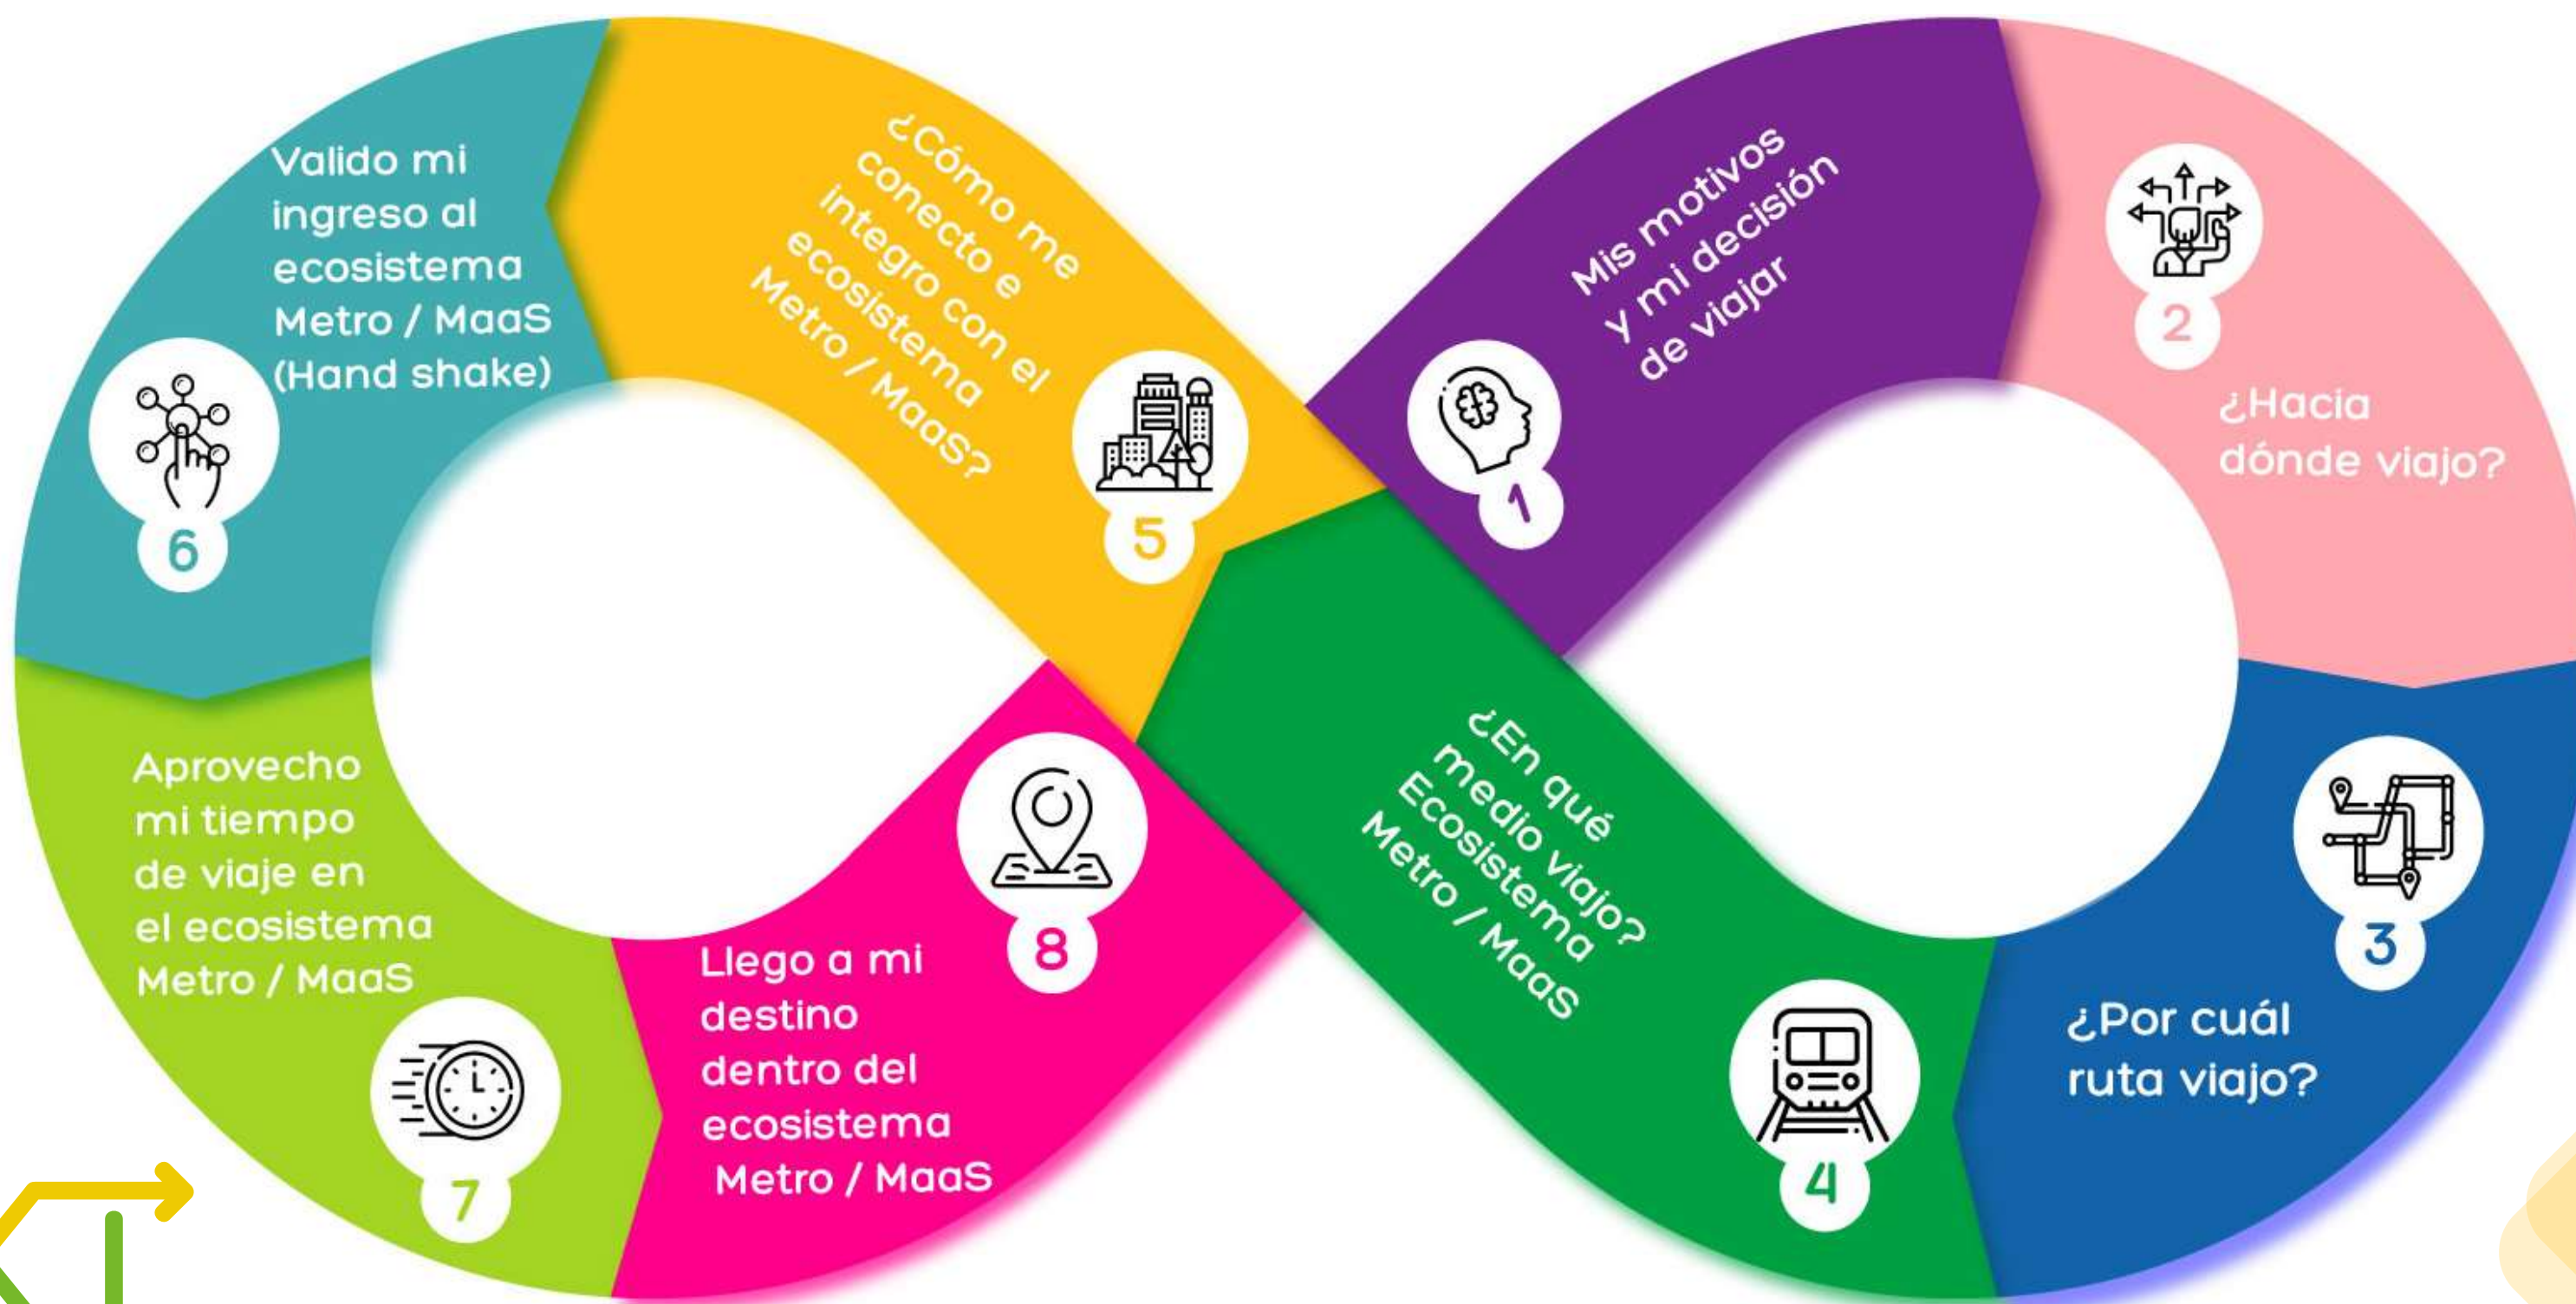 Mis motivos
y mi decisión
de viajar
1
2
¿Hacia
dónde viajo?
3
¿Por cuál
ruta viajo?
¿En qué
medio viajo?
Ecosistema
Metro / MaaS
4
¿Cómo me
conecto e
integro con el
ecosistema
Metro / MaaS?
5
Valido mi
ingreso al
ecosistema
Metro / MaaS
(Hand shake)
6
Aprovecho
mi tiempo
de viaje en
el ecosistema
Metro / MaaS
7
8
Llego a mi
destino
dentro del
ecosistema
Metro / MaaS